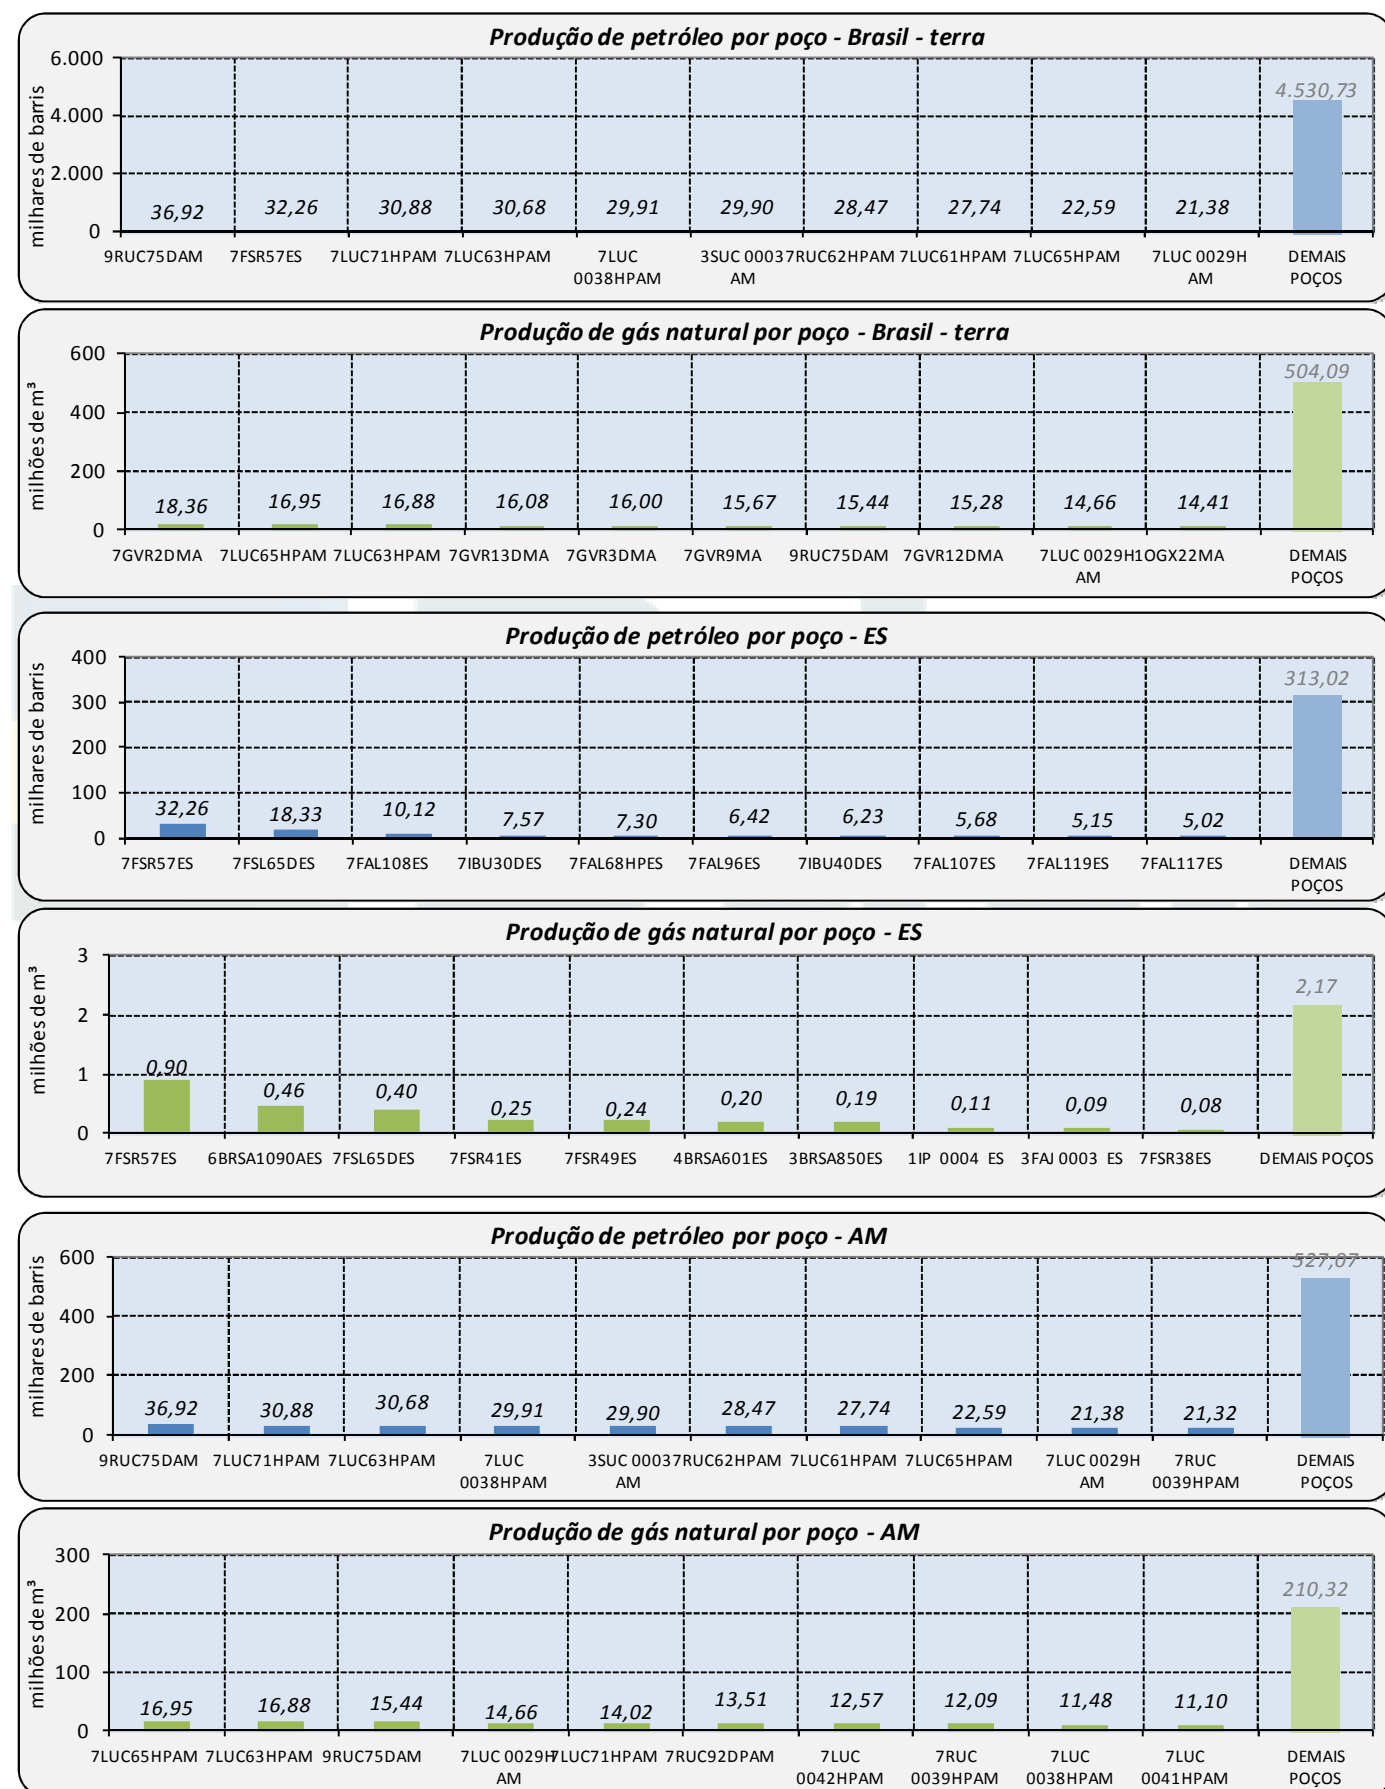 Produção de petróleo por poço - Brasil - terra
milhares de barris
6.000
4.000
2.000
0
36,92 32,26 30,88 30,68 29,91 29,90 28,47 27,74 22,59 21,38 4.530,73
9RUC75DAM 7FSR57ES 7LUC71HPAM 7LUC63HPAM 7LUC 3SUC 0003 7RUC62HPAM 7LUC61HPAM 7LUC65HPAM 7LUC 0029H DEMAIS
0038HPAM AM AM POÇOS
Produção de gás natural por poço - Brasil - terra
milhões de m³
600
400
200
0
18,36 16,95 16,88 16,08 16,00 15,67 15,44 15,28 14,66 14,41 504,09
7GVR2DMA 7LUC65HPAM 7LUC63HPAM 7GVR13DMA 7GVR3DMA 7GVR9MA 9RUC75DAM 7GVR12DMA 7LUC 0029H 1OGX22MA DEMAIS
AM POÇOS
Produção de petróleo por poço - ES
milhares de barris
400
300
200
100
0
32,26 18,33 10,12 7,57 7,30 6,42 6,23 5,68 5,15 5,02 313,02
7FSR57ES 7FSL65DES 7FAL108ES 7IBU30DES 7FAL68HPES 7FAL96ES 7IBU40DES 7FAL107ES 7FAL119ES 7FAL117ES DEMAIS
POÇOS
Produção de gás natural por poço - ES
milhões de m³
3
2
1
0
0,90 0,46 0,40 0,25 0,24 0,20 0,19 0,11 0,09 0,08 2,17
7FSR57ES 6BRSA1090AES 7FSL65DES 7FSR41ES 7FSR49ES 4BRSA601ES 3BRSA850ES 1IP 0004 ES 3FAJ 0003 ES 7FSR38ES DEMAIS POÇOS
Produção de petróleo por poço - AM
milhares de barris
600
400
200
0
36,92 30,88 30,68 29,91 29,90 28,47 27,74 22,59 21,38 21,32 527,07
9RUC75DAM 7LUC71HPAM 7LUC63HPAM 7LUC 3SUC 0003 7RUC62HPAM 7LUC61HPAM 7LUC65HPAM 7LUC 0029H 7RUC DEMAIS
0038HPAM AM AM 0039HPAM POÇOS
Produção de gás natural por poço - AM
milhões de m³
300
200
100
0
16,95 16,88 15,44 14,66 14,02 13,51 12,57 12,09 11,48 11,10 210,32
7LUC65HPAM 7LUC63HPAM 9RUC75DAM 7LUC 0029H 7LUC71HPAM 7RUC92DPAM 7LUC 7RUC 7LUC 7LUC DEMAIS
AM 0042HPAM 0039HPAM 0038HPAM 0041HPAM POÇOS